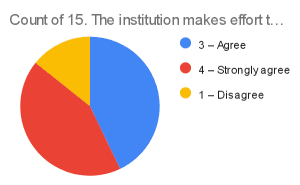 Count of 15. The institution makes effort t…
3 – Agree
4 – Strongly agree
1 – Disagree